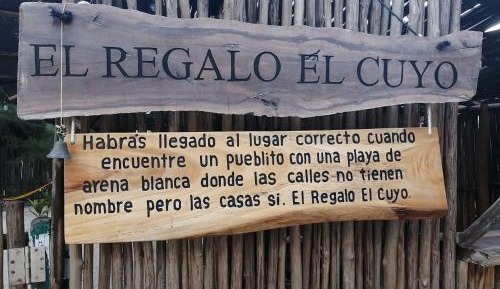 EL REGALO ÉL CUYO
Habrás llegado al lugar correcto cuando
encuentre un pueblito con una playa de
arena blanca donde las calles no tienen
nombre pero las casas sí. El Regalo El Cuyo.